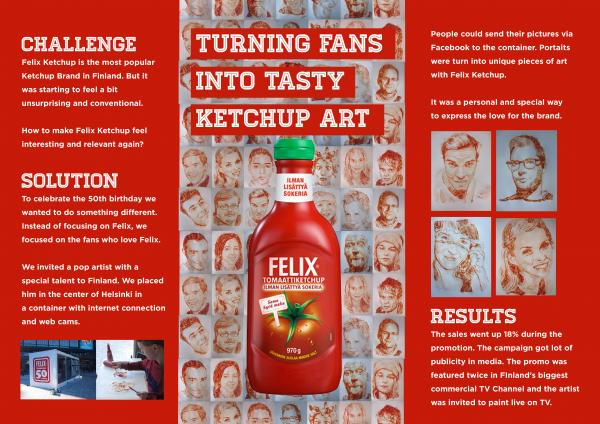 CHALLENGE
Felix Ketchup is the most popular
Ketchup Brand in Finland. But it
was starting to feel a bit
unsurprising and conventional.
How to make Felix Ketchup feel
interesting and relevant again?
SOLUTION
To celebrate the 50th birthday we
wanted to do something different.
Instead of focusing on Felix, we
focused on the fans who love Felix.
We invited a pop artist with a
special talent to Finland. We placed
him in the center of Helsinki in
a container with internet connection
and web cams.
FELIX
50
TURNING FANS
INTO TASTY
KETCHUP ART
ILMAN
LISÄTTYÄ
SOKERIA
FELIX
TOMAATTIKETCHUP
ILMAN LISÄTTYÄ SOKERIA
Sama
hyvä maku
970g
People could send their pictures via
Facebook to the container. Portaits
were turn into unique pieces of art
with Felix Ketchup.
It was a personal and special way
to express the love for the brand.
RESULTS
The sales went up 18% during the
promotion. The campaign got lot of
publicity in media. The promo was
featured twice in FInland's biggest
commercial TV Channel and the artist
was invited to paint live on TV.